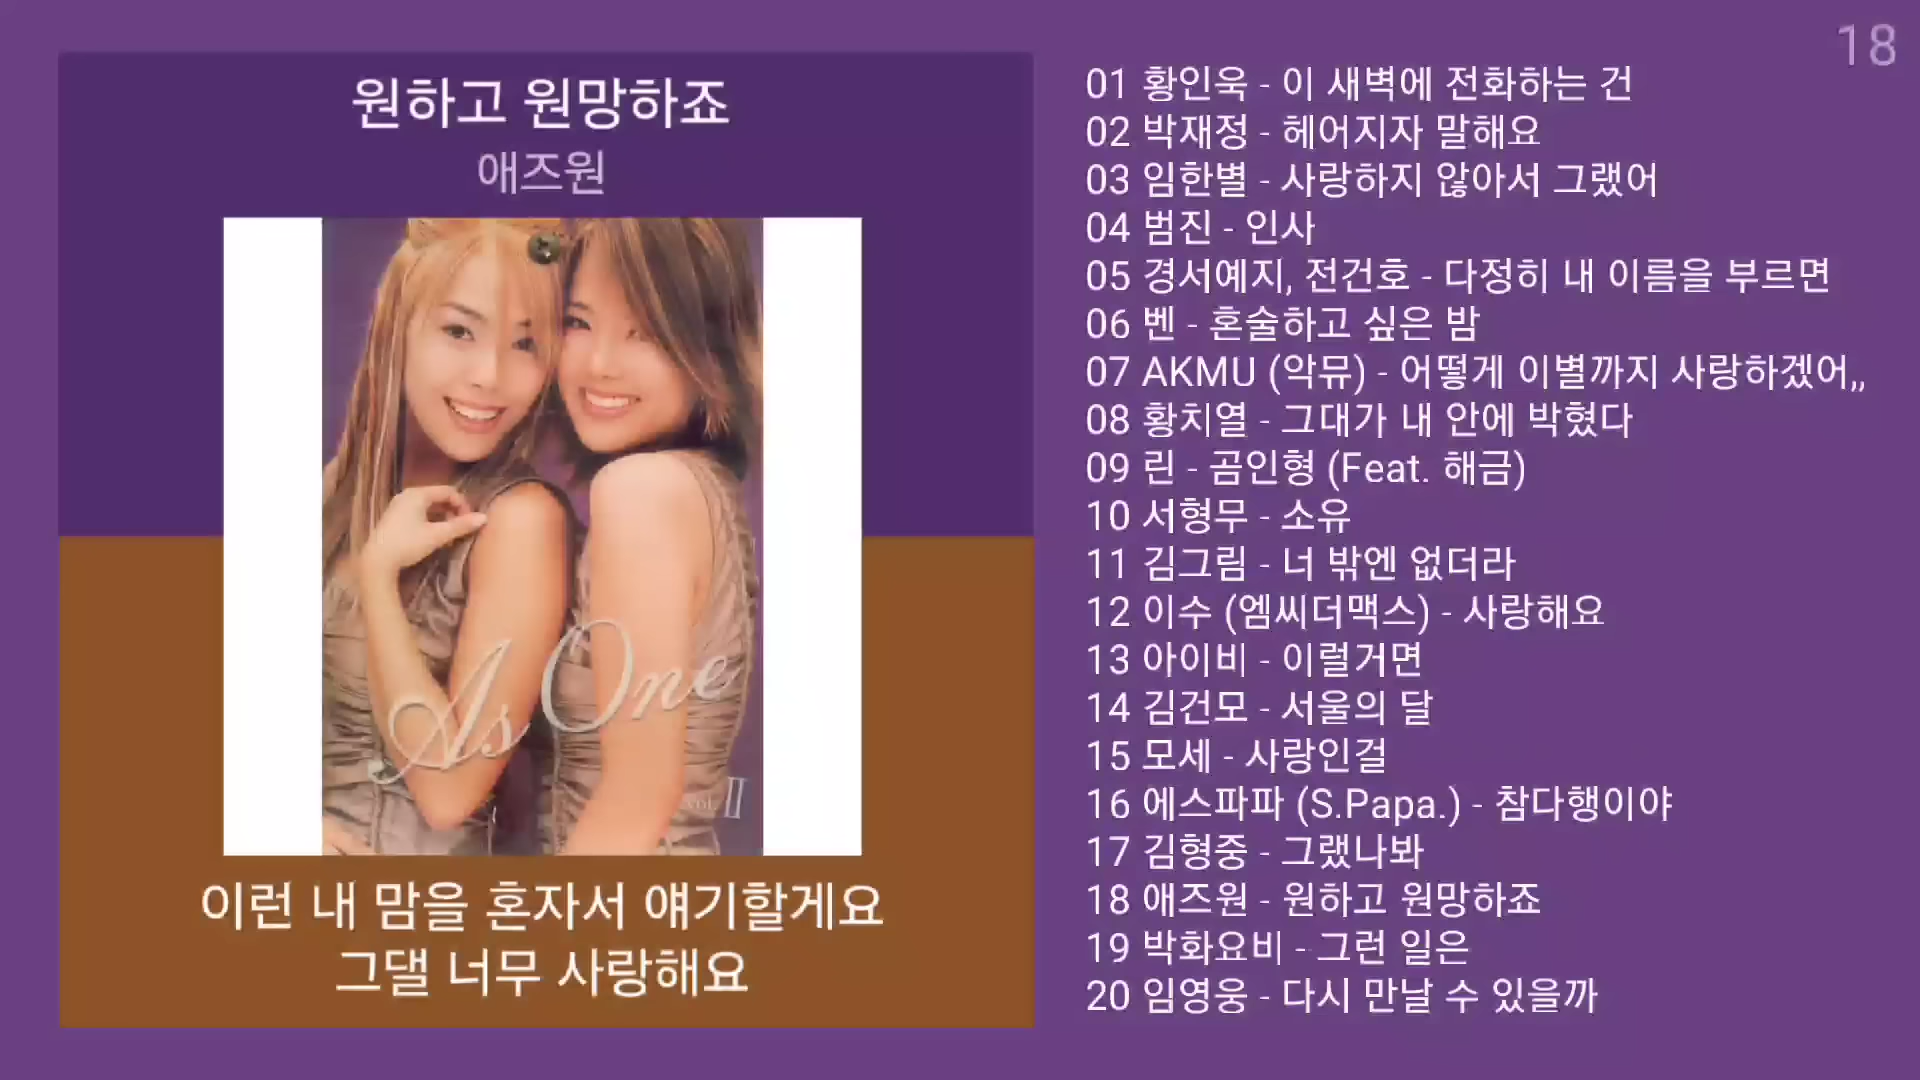 18
원하고 원망하죠
애즈원
As One
vol. II
이런 내 맘을 혼자서 얘기할게요
그댈 너무 사랑해요
01 황인욱 - 이 새벽에 전화하는 건
02 박재정 - 헤어지자 말해요
03 임한별 - 사랑하지 않아서 그랬어
04 범진 - 인사
05 경서예지, 전건호 - 다정히 내 이름을 부르면
06 벤 - 혼술하고 싶은 밤
07 AKMU (악뮤) - 어떻게 이별까지 사랑하겠어,,
08 황치열 - 그대가 내 안에 박혔다
09 린 - 곰인형 (Feat. 해금)
10 서형무 - 소유
11 김그림 - 너 밖엔 없더라
12 이수 (엠씨더맥스) - 사랑해요
13 아이비 - 이럴거면
14 김건모 - 서울의 달
15 모세 - 사랑인걸
16 에스파파 (S.Papa.) - 참다행이야
17 김형중 - 그랬나봐
18 애즈원 - 원하고 원망하죠
19 박화요비 - 그런 일은
20 임영웅 - 다시 만날 수 있을까